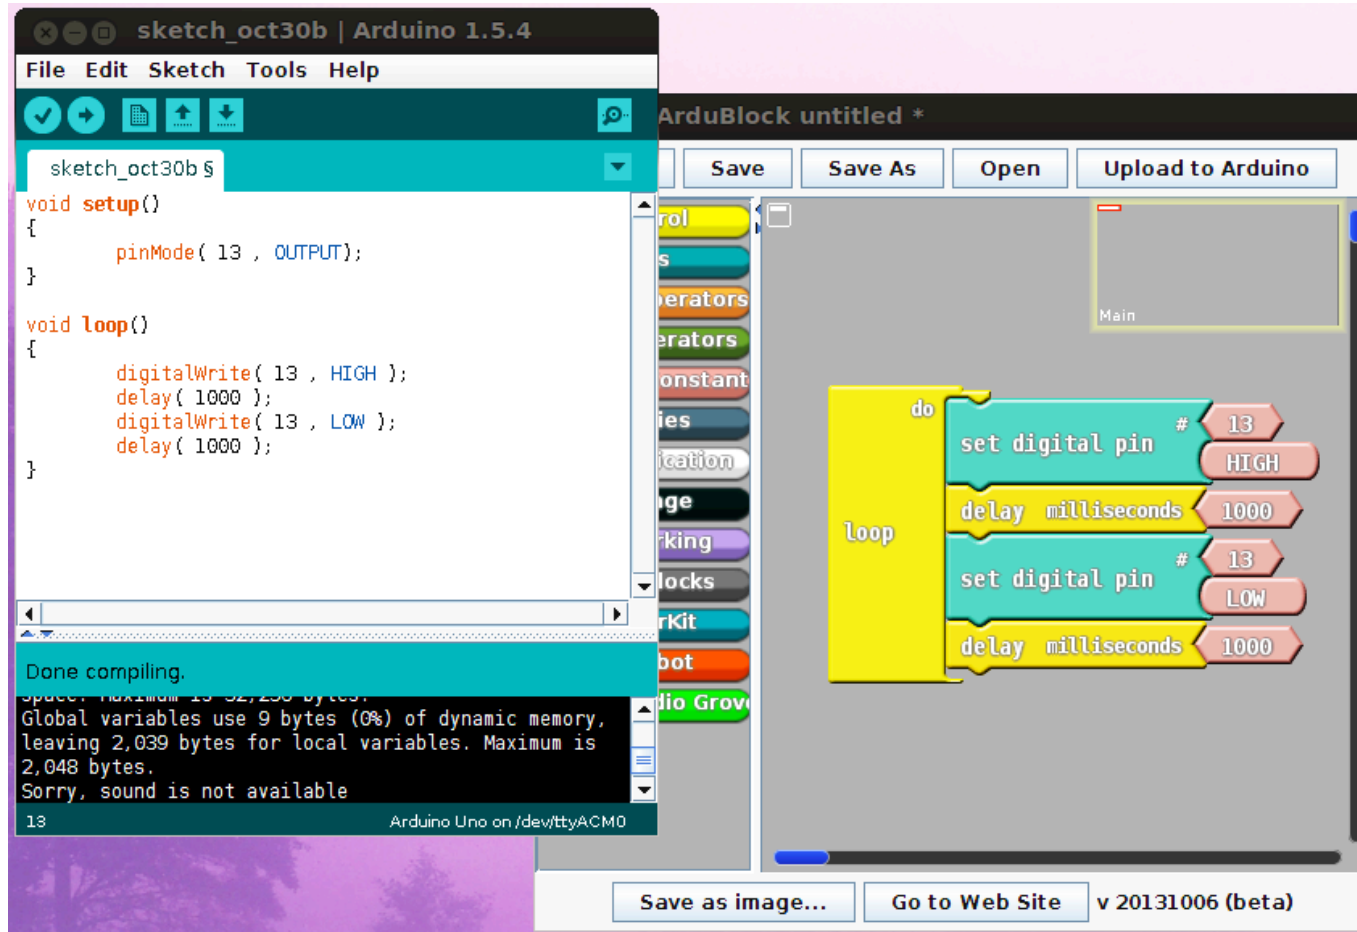 sketch_oct30b | Arduino 1.5.4
File Edit Sketch Tools Help
sketch_oct30b §
void setup()
{
pinMode( 13 , OUTPUT);
}
void loop()
{
digitalWrite( 13 , HIGH );
delay( 1000 );
digitalWrite( 13 , LOW );
delay( 1000 );
}
Done compiling.
Global variables use 9 bytes (0%) of dynamic memory,
leaving 2,039 bytes for local variables. Maximum is
2,048 bytes.
Sorry, sound is not available
13 Arduino Uno on /dev/ttyACM0
ArduBlock untitled *
Save Save As Open Upload to Arduino
rol
s
perators
erators
onstant
ies
ication
ge
rking
locks
rKit
bot
dio Grov
Main
loop
do
set digital pin # 13
HIGH
delay milliseconds 1000
set digital pin # 13
LOW
delay milliseconds 1000
Save as image... Go to Web Site v 20131006 (beta)